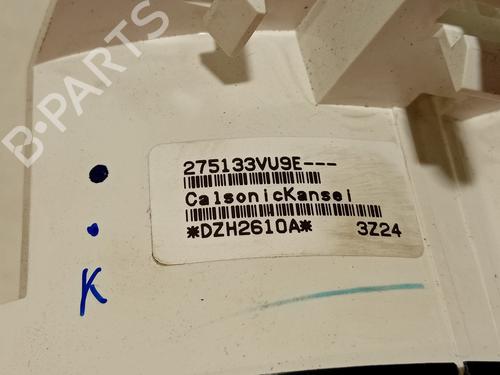 B-PARTS
275133VU9E---
CalsonicKansei
*DZH2610A* 3Z24
K